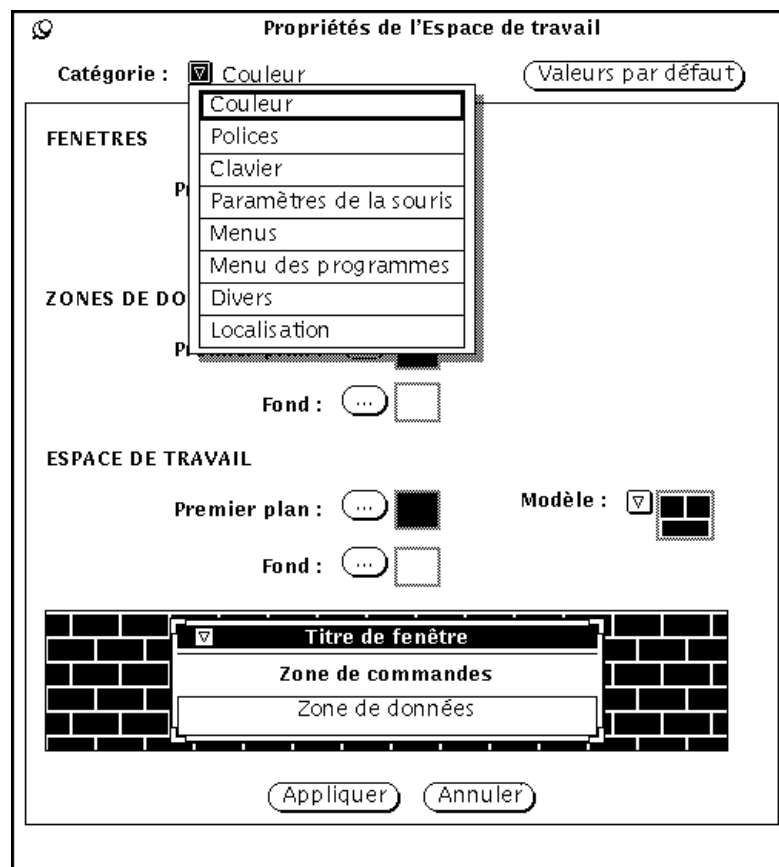 Propriétés de l'Espace de travail
Catégorie : Couleur Valeurs par défaut
Couleur
FENETRES
Polices
Clavier
Paramètres de la souris
Menus
Menu des programmes
ZONES DE DO
Divers
Localisation
Fond : ...
ESPACE DE TRAVAIL
Premier plan : ... Modèle :
Fond : ...
Titre de fenêtre
Zone de commandes
Zone de données
Appliquer Annuler